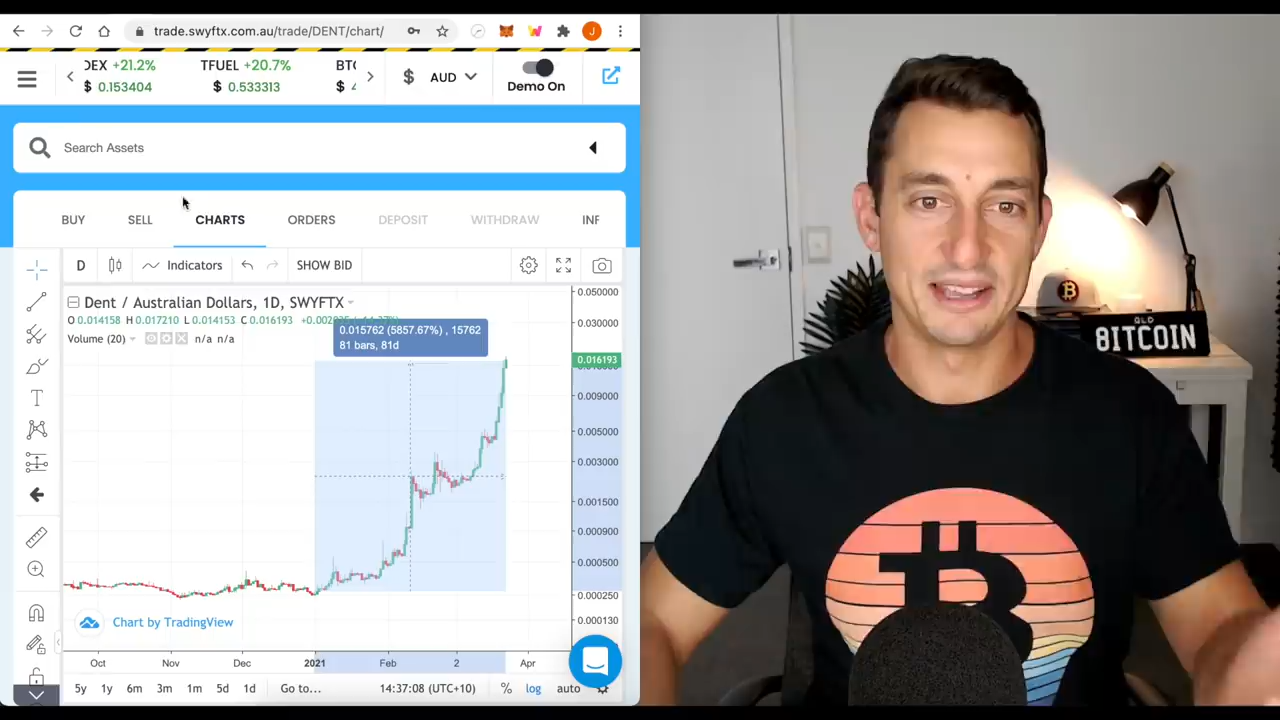 trade.swyftx.com.au/trade/DENT/chart/
J
DEX +21.2%
$ 0.153404
TFUEL +20.7%
$ 0.533313
BTC
$ 4
$ AUD
Demo On
Search Assets
BUY SELL CHARTS ORDERS DEPOSIT WITHDRAW INF
D Indicators SHOW BID
Dent / Australian Dollars, 1D, SWYFTX
O 0.014158 H 0.017210 L 0.014153 C 0.016193
Volume (20) n/a n/a
0.015762 (5857.67%) , 15762
81 bars, 81d
0.050000
0.030000
0.016193
0.009000
0.005000
0.003000
0.001500
0.000900
0.000500
0.000250
0.000130
Chart by TradingView
Oct Nov Dec 2021 Feb 2 Apr
5y 1y 6m 3m 1m 5d 1d Go to... 14:37:08 (UTC+10) % log auto
QLD
8ITCOIN